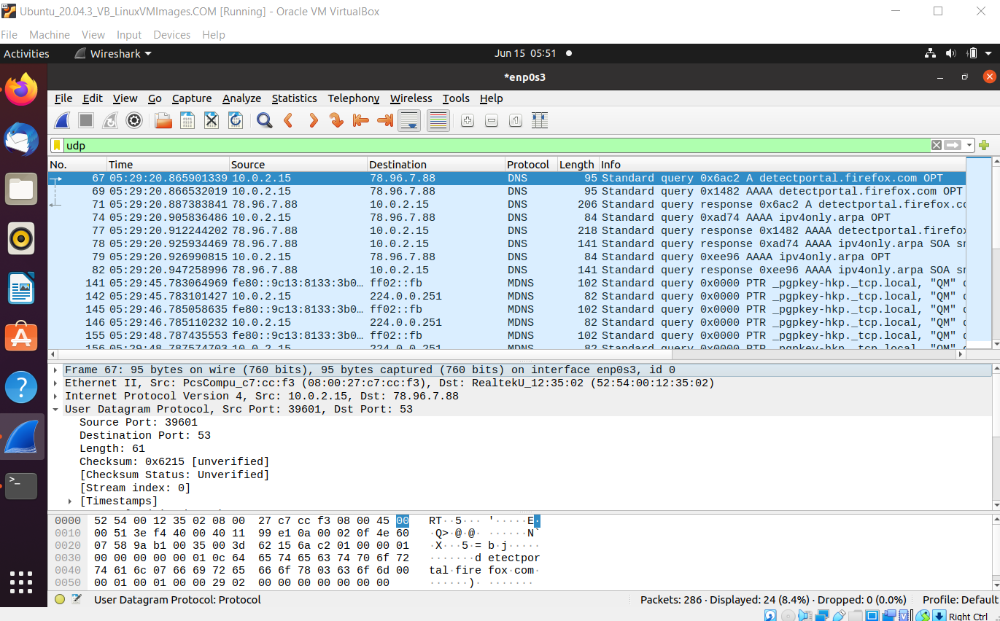 Ubuntu_20.04.3_VB_LinuxVMImages.COM [Running] - Oracle VM VirtualBox
File Machine View Input Devices Help
Activities Wireshark Jun 15 05:51
*enp0s3
File Edit View Go Capture Analyze Statistics Telephony Wireless Tools Help
udp
No. Time Source Destination Protocol Length Info
67 05:29:20.865901339 10.0.2.15 78.96.7.88 DNS 95 Standard query 0x6ac2 A detectportal.firefox.com OPT
69 05:29:20.866532019 10.0.2.15 78.96.7.88 DNS 95 Standard query 0x1482 AAAA detectportal.firefox.com OPT
71 05:29:20.887383841 78.96.7.88 10.0.2.15 DNS 206 Standard query response 0x6ac2 A detectportal.firefox.co
74 05:29:20.905836486 10.0.2.15 78.96.7.88 DNS 84 Standard query 0xad74 AAAA ipv4only.arpa OPT
77 05:29:20.912244202 78.96.7.88 10.0.2.15 DNS 218 Standard query response 0x1482 AAAA detectportal.firefox
78 05:29:20.925934469 78.96.7.88 10.0.2.15 DNS 141 Standard query response 0xad74 AAAA ipv4only.arpa SOA sn
79 05:29:20.926990815 10.0.2.15 78.96.7.88 DNS 84 Standard query 0xee96 AAAA ipv4only.arpa OPT
82 05:29:20.947258996 78.96.7.88 10.0.2.15 DNS 141 Standard query response 0xee96 AAAA ipv4only.arpa SOA sn
141 05:29:45.783064969 fe80::9c13:8133:3b0… ff02::fb MDNS 102 Standard query 0x0000 PTR _pgpkey-hkp._tcp.local, "QM" q
142 05:29:45.783101427 10.0.2.15 224.0.0.251 MDNS 82 Standard query 0x0000 PTR _pgpkey-hkp._tcp.local, "QM" q
145 05:29:46.785058635 fe80::9c13:8133:3b0… ff02::fb MDNS 102 Standard query 0x0000 PTR _pgpkey-hkp._tcp.local, "QM" q
146 05:29:46.785110232 10.0.2.15 224.0.0.251 MDNS 82 Standard query 0x0000 PTR _pgpkey-hkp._tcp.local, "QM" q
155 05:29:48.787435553 fe80::9c13:8133:3b0… ff02::fb MDNS 102 Standard query 0x0000 PTR _pgpkey-hkp._tcp.local, "QM" q
156 05:29:48.787574703 10.0.2.15 224.0.0.251 MDNS 82 Standard query 0x0000 PTR _pgpkey-hkp._tcp.local, "QM" q
Frame 67: 95 bytes on wire (760 bits), 95 bytes captured (760 bits) on interface enp0s3, id 0
Ethernet II, Src: PcsCompu_c7:cc:f3 (08:00:27:c7:cc:f3), Dst: RealtekU_12:35:02 (52:54:00:12:35:02)
Internet Protocol Version 4, Src: 10.0.2.15, Dst: 78.96.7.88
User Datagram Protocol, Src Port: 39601, Dst Port: 53
Source Port: 39601
Destination Port: 53
Length: 61
Checksum: 0x6215 [unverified]
[Checksum Status: Unverified]
[Stream index: 0]
[Timestamps]
0000 52 54 00 12 35 02 08 00 27 c7 cc f3 08 00 45 00 RT··5··· '·····E·
0010 00 51 3e f4 40 00 40 11 99 e1 0a 00 02 0f 4e 60 ·Q>·@·@· ······N`
0020 07 58 9a b1 00 35 00 3d 62 15 6a c2 01 00 00 01 ·X···5·= b·j·····
0030 00 00 00 00 00 01 0c 64 65 74 65 63 74 70 6f 72 ·······d etectpor
0040 74 61 6c 07 66 69 72 65 66 6f 78 03 63 6f 6d 00 tal·fire fox·com·
0050 00 01 00 01 00 00 29 02 00 00 00 00 00 00 00 ······)· ·······
User Datagram Protocol: Protocol Packets: 286 · Displayed: 24 (8.4%) · Dropped: 0 (0.0%) Profile: Default
Right Ctrl